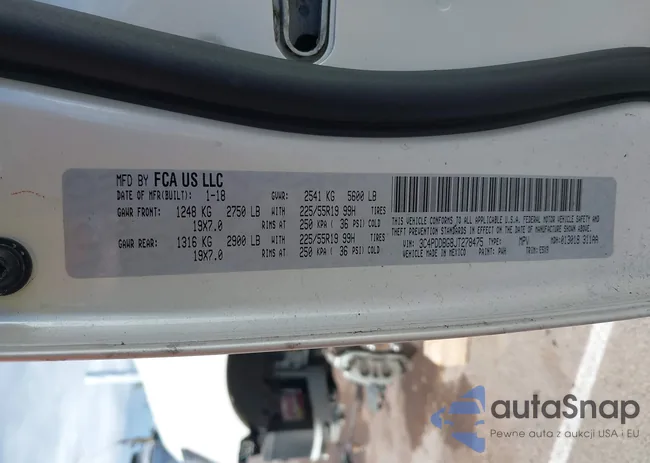 MFD BY FCA US LLC
DATE OF MFR(BUILT): 1-18 GVWR: 2541 KG 5600 LB
GAWR FRONT: 1248 KG 2750 LB WITH 225/55R19 99H TIRES
19X7.0 RIMS AT 250 KPA ( 36 PSI) COLD
GAWR REAR: 1316 KG 2900 LB WITH 225/55R19 99H TIRES
19X7.0 RIMS AT 250 KPA ( 36 PSI) COLD
THIS VEHICLE CONFORMS TO ALL APPLICABLE U.S.A. FEDERAL MOTOR VEHICLE SAFETY,
BUMPER, AND THEFT PREVENTION STANDARDS IN EFFECT ON THE DATE OF MANUFACTURE SHOWN ABOVE.
VIN: 3C4PDDBG8JT278475 TYPE: MPV MDH: 013018 311AA
VEHICLE MADE IN MEXICO PAINT: PWH TRIM:
autaSnap
Pewne auta z aukcji USA i EU